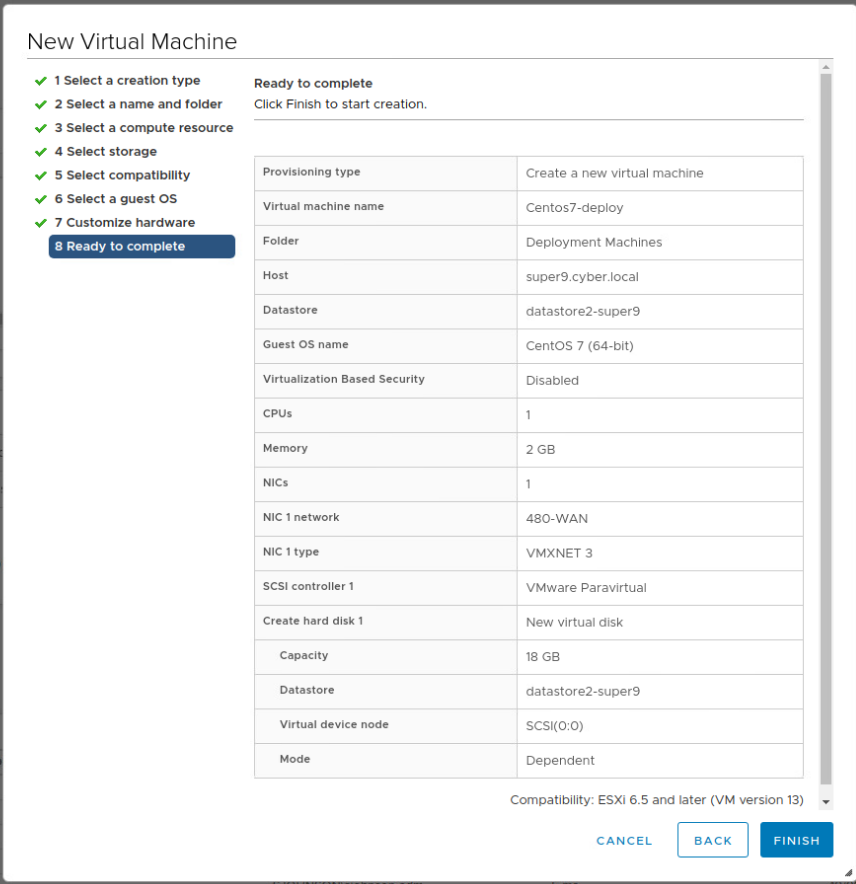 New Virtual Machine
1 Select a creation type
2 Select a name and folder
3 Select a compute resource
4 Select storage
5 Select compatibility
6 Select a guest OS
7 Customize hardware
8 Ready to complete
Ready to complete
Click Finish to start creation.
Provisioning type Create a new virtual machine
Virtual machine name Centos7-deploy
Folder Deployment Machines
Host super9.cyber.local
Datastore datastore2-super9
Guest OS name CentOS 7 (64-bit)
Virtualization Based Security Disabled
CPUs 1
Memory 2 GB
NICs 1
NIC 1 network 480-WAN
NIC 1 type VMXNET 3
SCSI controller 1 VMware Paravirtual
Create hard disk 1 New virtual disk
Capacity 18 GB
Datastore datastore2-super9
Virtual device node SCSI(0:0)
Mode Dependent
Compatibility: ESXi 6.5 and later (VM version 13)
CANCEL BACK FINISH